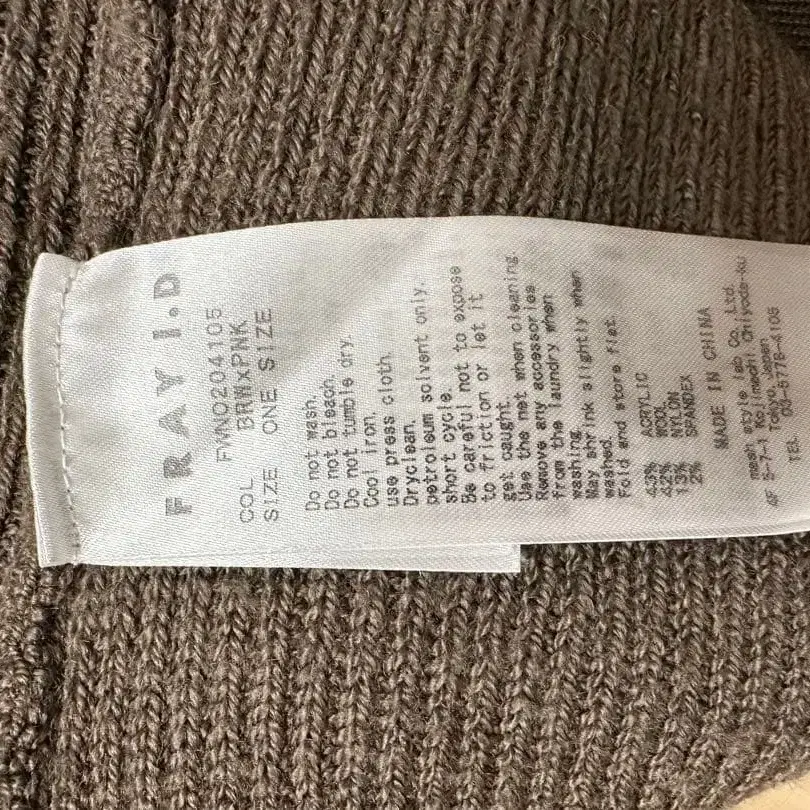 FRAY I.D
FWNO204105
COL BRW×PNK
SIZE ONE SIZE
Do not wash.
Do not bleach.
Do not tumble dry.
Cool iron.
use press cloth.
Dryclean.
petroleum solvent only.
short cycle.
Be careful not to expose
to friction or let it
get caught.
Use the net when cleaning
Remove any accessories
from the laundry when
washing.
May shrink slightly when
washed.
Fold and store flat.
43% ACRYLIC
42% WOOL
13% NYLON
2% SPANDEX
MADE IN CHINA
mash style lab Co.,Ltd.
4F 5-7-1 Kojimachi, Chiyoda-ku
Tokyo, Japan
TEL 03-6778-4105